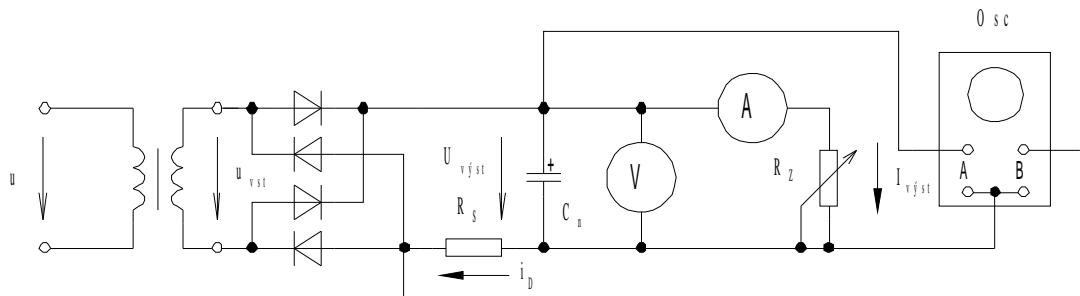 Osc
A
A B
u
u vst
U výst
R S
+
C n
V
R Z
I výst
i D